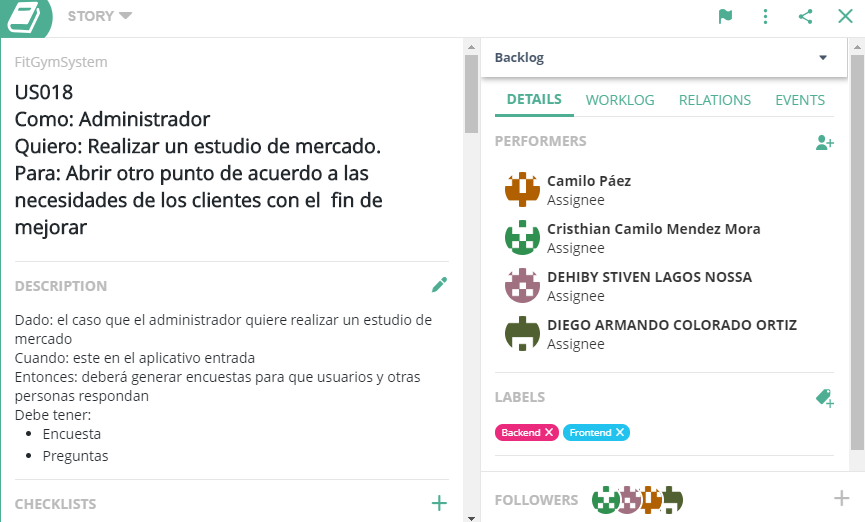 STORY
FitGymSystem
US018
Como: Administrador
Quiero: Realizar un estudio de mercado.
Para: Abrir otro punto de acuerdo a las
necesidades de los clientes con el  fin de
mejorar
DESCRIPTION
Dado: el caso que el administrador quiere realizar un estudio de
mercado
Cuando: este en el aplicativo entrada
Entonces: deberá generar encuestas para que usuarios y otras
personas respondan
Debe tener:
• Encuesta
• Preguntas
CHECKLISTS
Backlog
DETAILS WORKLOG RELATIONS EVENTS
PERFORMERS
Camilo Páez
Assignee
Cristhian Camilo Mendez Mora
Assignee
DEHIBY STIVEN LAGOS NOSSA
Assignee
DIEGO ARMANDO COLORADO ORTIZ
Assignee
LABELS
Backend Frontend
FOLLOWERS